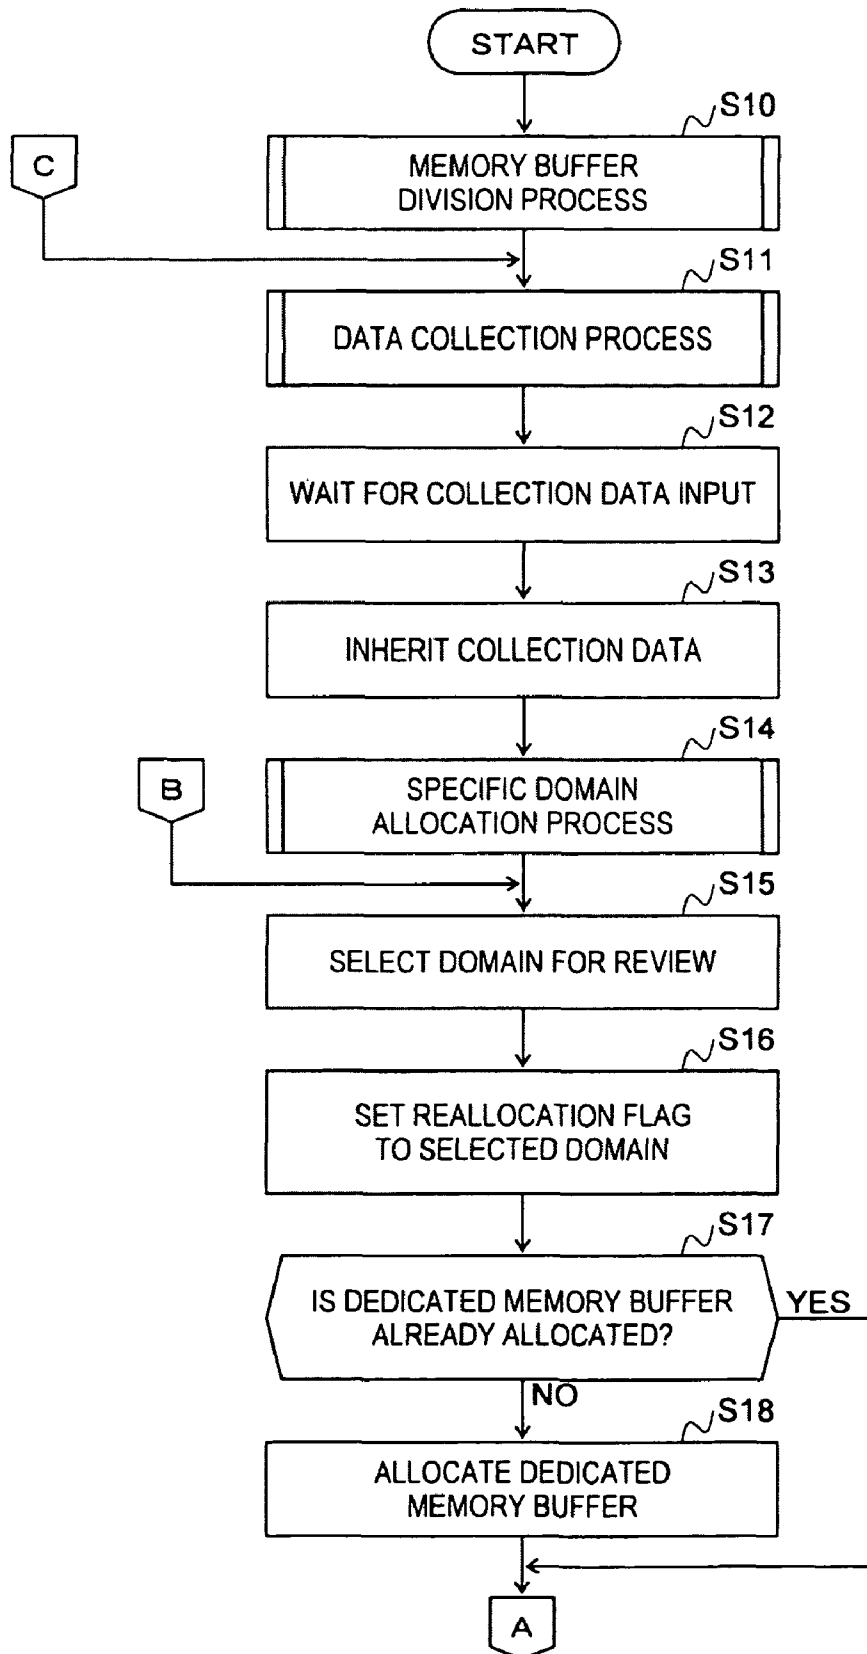 START
S10
MEMORY BUFFER
DIVISION PROCESS
C
S11
DATA COLLECTION PROCESS
S12
WAIT FOR COLLECTION DATA INPUT
S13
INHERIT COLLECTION DATA
S14
SPECIFIC DOMAIN
ALLOCATION PROCESS
B
S15
SELECT DOMAIN FOR REVIEW
S16
SET REALLOCATION FLAG
TO SELECTED DOMAIN
S17
IS DEDICATED MEMORY BUFFER
ALREADY ALLOCATED?
YES
NO
S18
ALLOCATE DEDICATED
MEMORY BUFFER
A